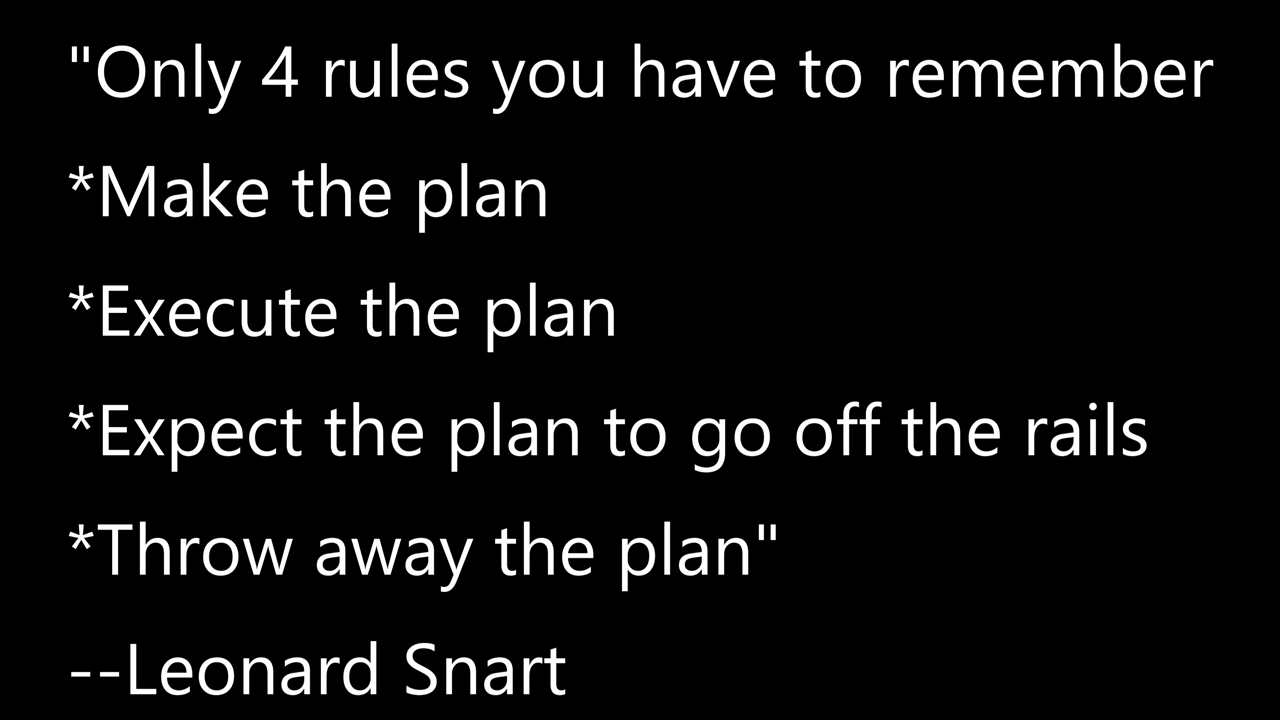 "Only 4 rules you have to remember
*Make the plan
*Execute the plan
*Expect the plan to go off the rails
*Throw away the plan"
--Leonard Snart